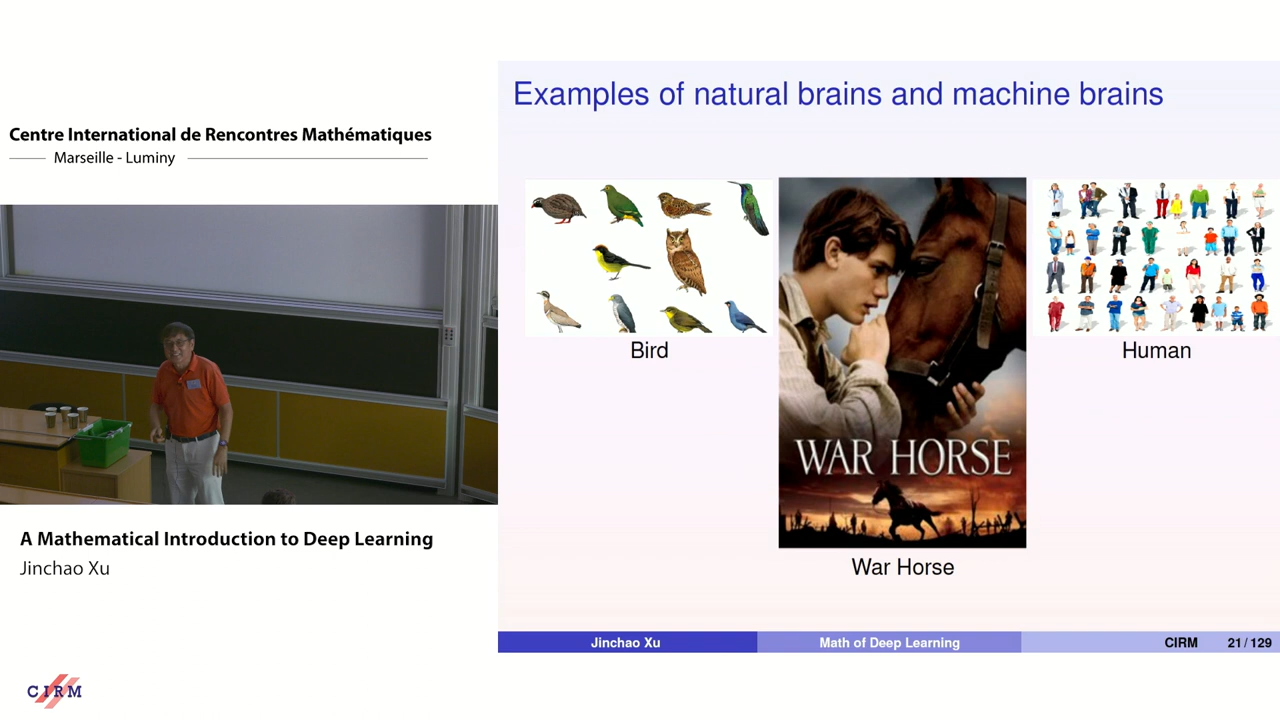 Centre International de Rencontres Mathématiques
Marseille - Luminy
A Mathematical Introduction to Deep Learning
Jinchao Xu
CIRM
Examples of natural brains and machine brains
Bird
WAR HORSE
War Horse
Human
Jinchao Xu
Math of Deep Learning
CIRM
21 / 129